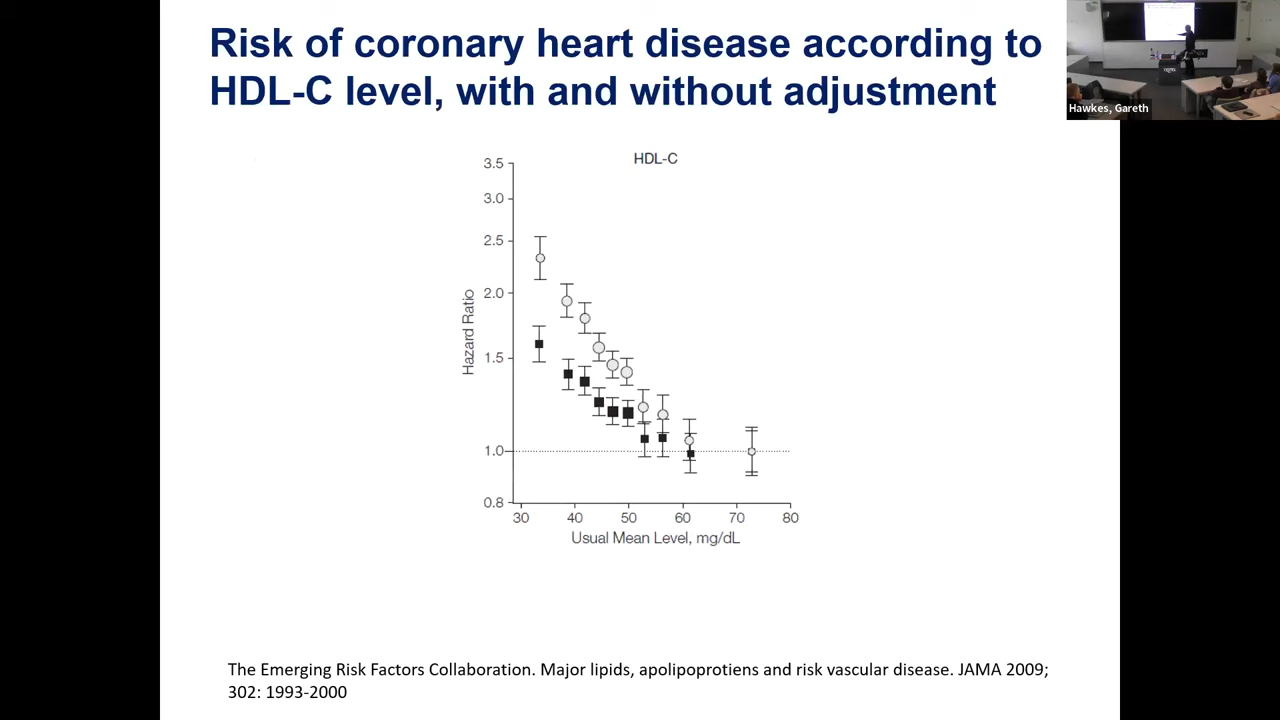 Risk of coronary heart disease according to
HDL-C level, with and without adjustment
Hawkes, Gareth
HDL-C
3.5
3.0
2.5
2.0
1.5
1.0
0.8
Hazard Ratio
30 40 50 60 70 80
Usual Mean Level, mg/dL
The Emerging Risk Factors Collaboration. Major lipids, apolipoprotiens and risk vascular disease. JAMA 2009;
302: 1993-2000